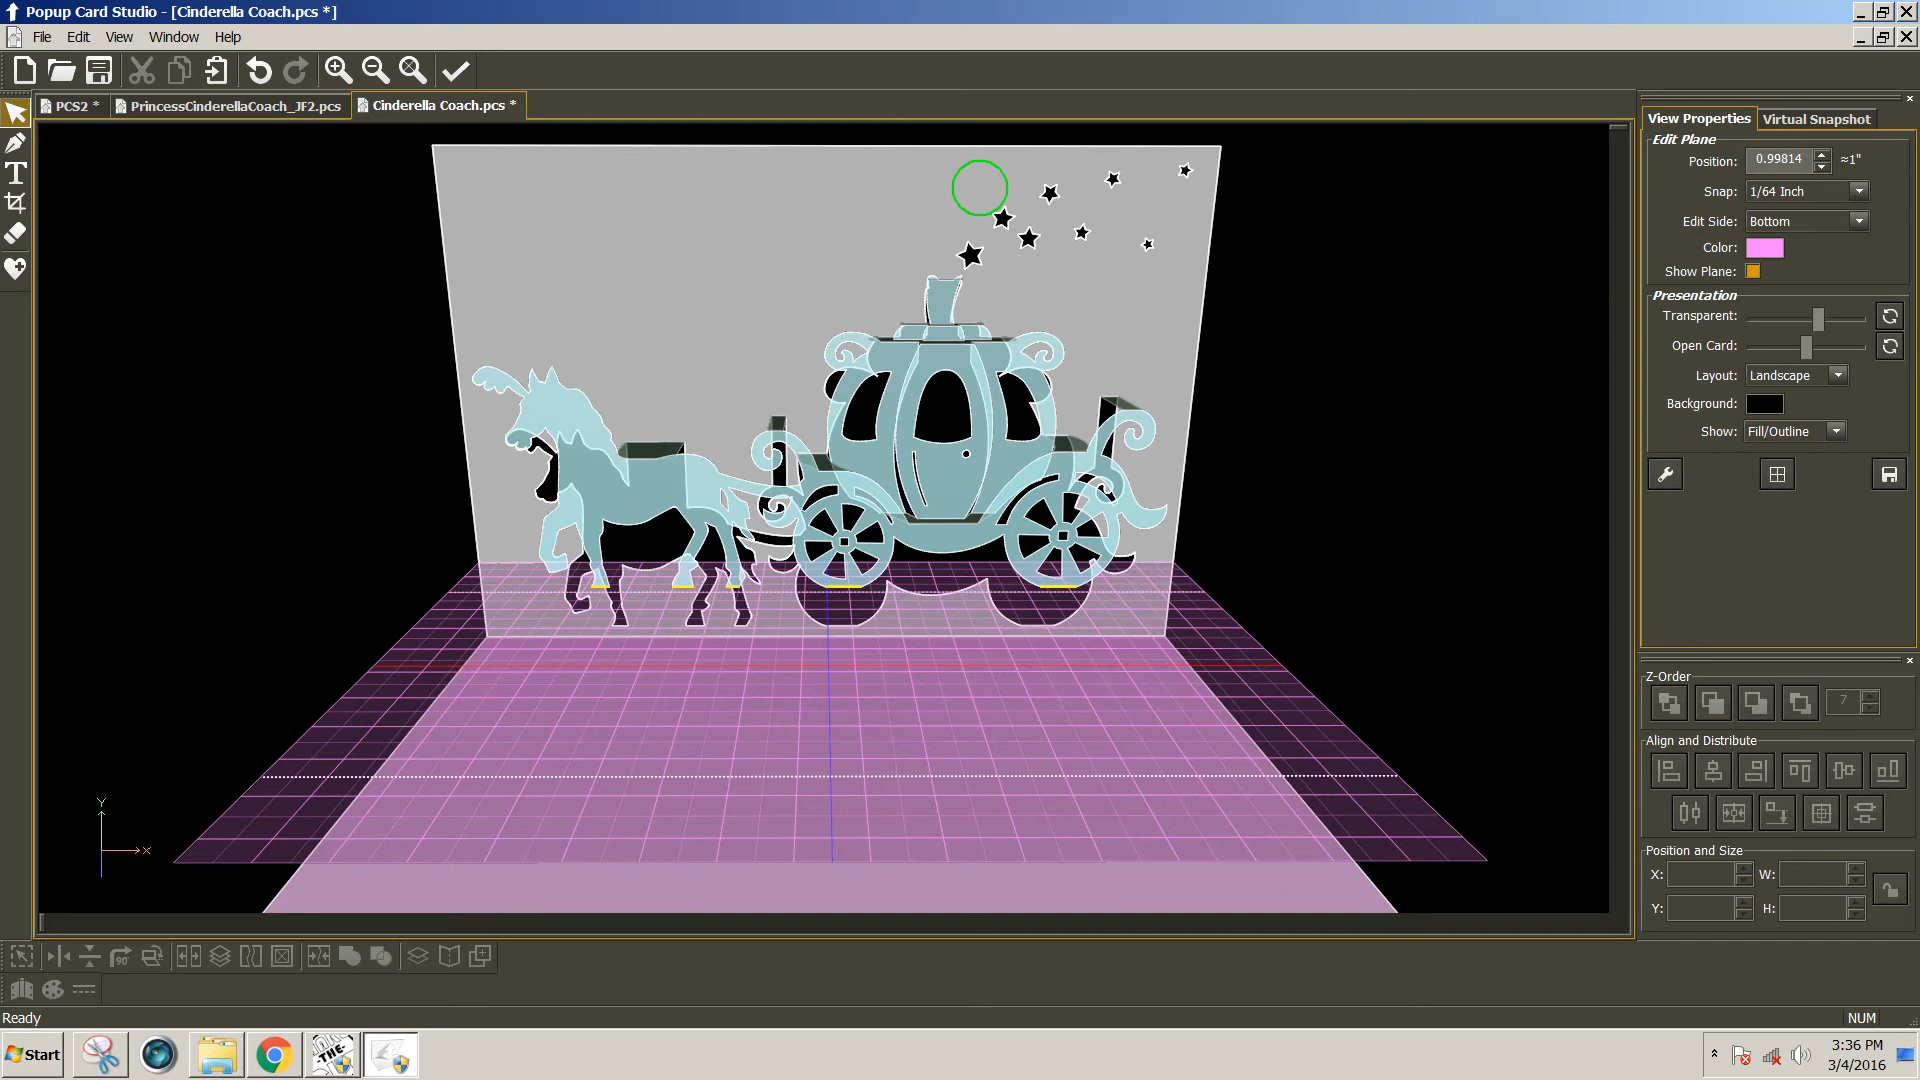 Popup Card Studio - [Cinderella Coach.pcs *]
File Edit View Window Help
PCS2 * PrincessCinderellaCoach_JF2.pcs Cinderella Coach.pcs *
T
View Properties Virtual Snapshot
Edit Plane
Position: 0.99814 ≈1"
Snap: 1/64 Inch
Edit Side: Bottom
Color:
Show Plane:
Presentation
Transparent:
Open Card:
Layout: Landscape
Background:
Show: Fill/Outline
Z-Order
7
Align and Distribute
Position and Size
X: W:
Y: H:
Y
X
90°
Ready
NUM
Start
-THE-
3:36 PM
3/4/2016